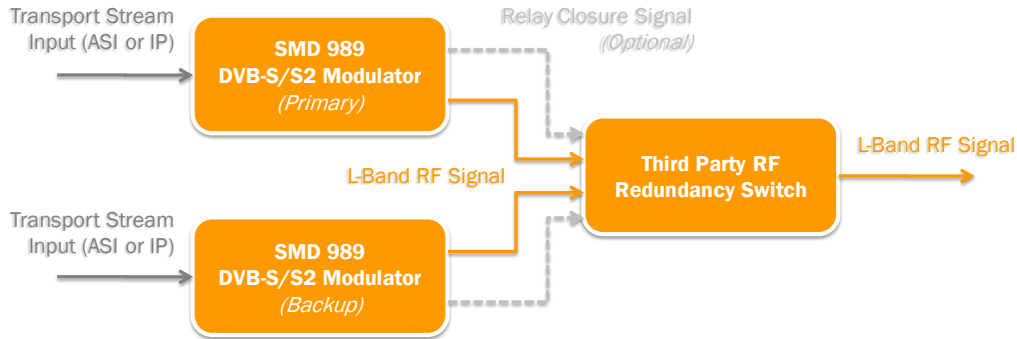 Transport Stream
Input (ASI or IP)
SMD 989
DVB-S/S2 Modulator
(Primary)
Relay Closure Signal
(Optional)
L-Band RF Signal
Third Party RF
Redundancy Switch
L-Band RF Signal
Transport Stream
Input (ASI or IP)
SMD 989
DVB-S/S2 Modulator
(Backup)